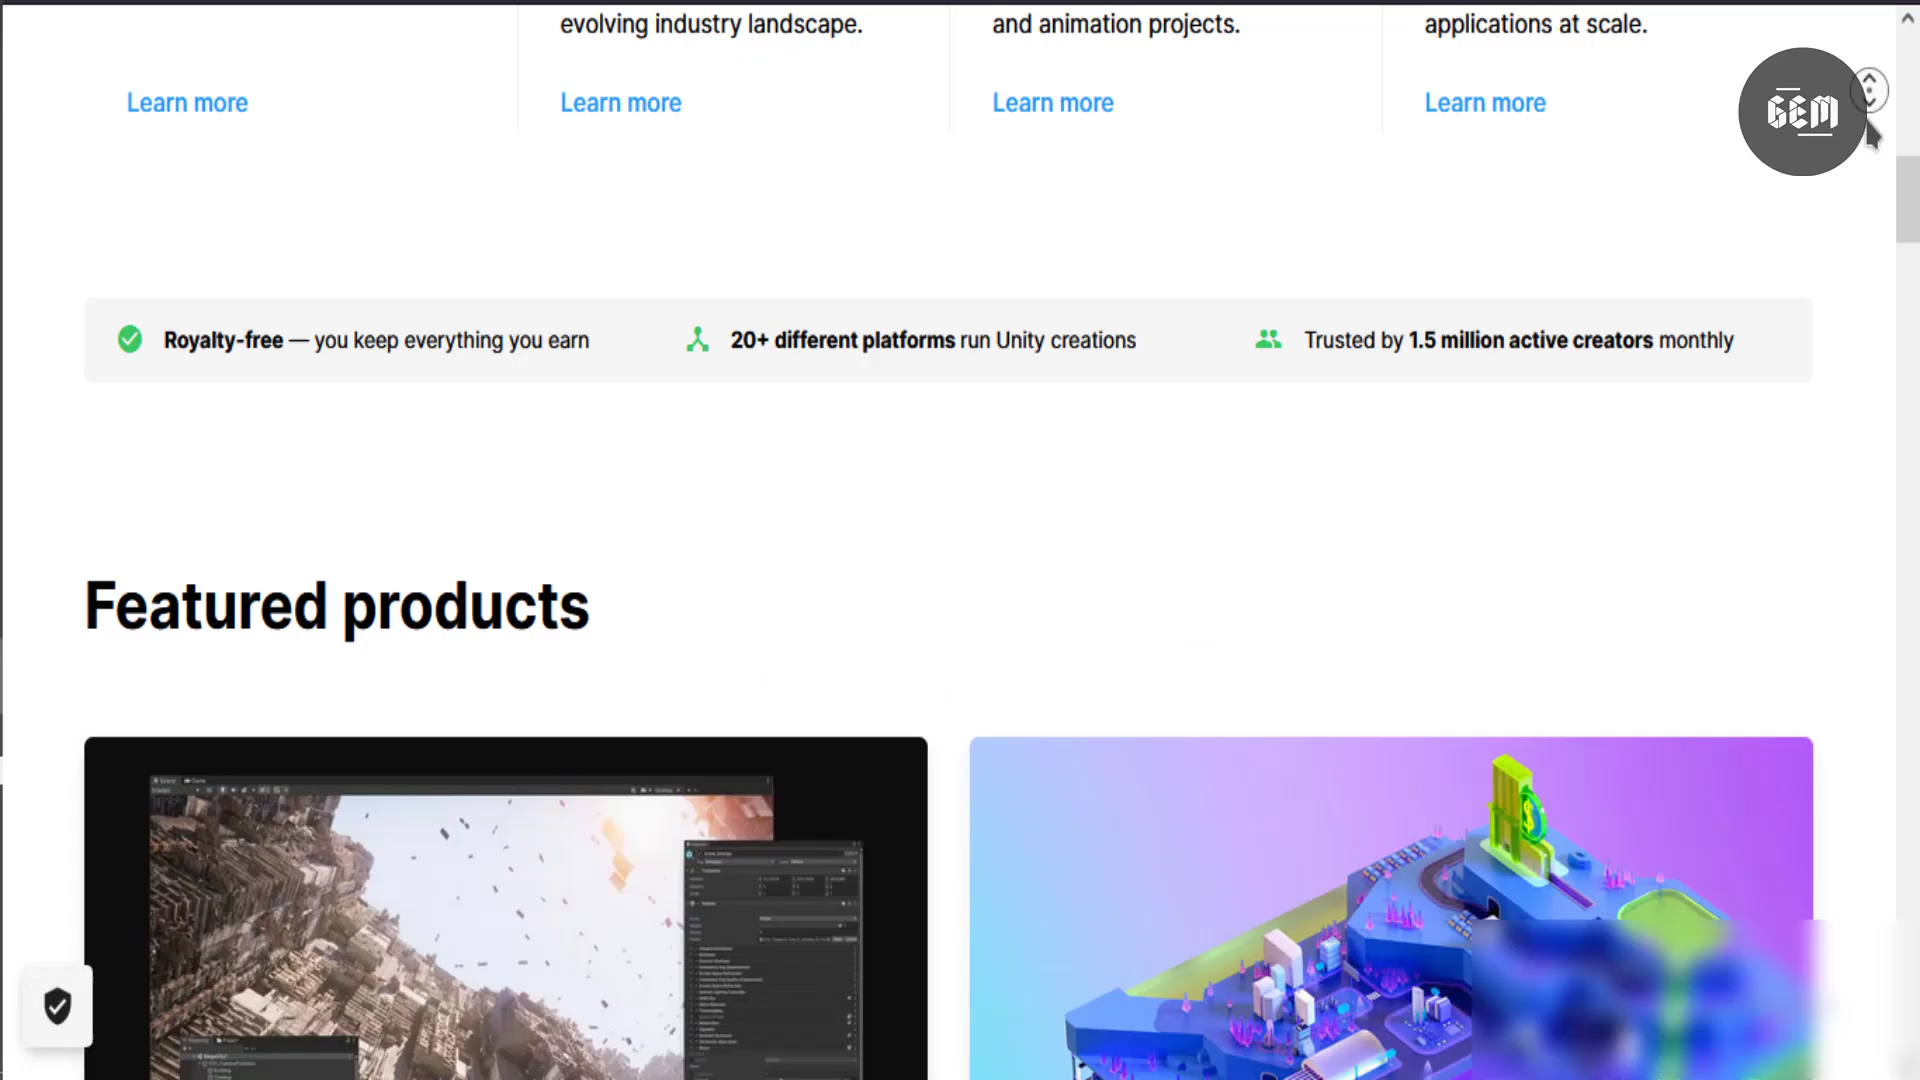 evolving industry landscape.
and animation projects.
applications at scale.
Learn more
Learn more
Learn more
Learn more
GEM
Royalty-free — you keep everything you earn
20+ different platforms run Unity creations
Trusted by 1.5 million active creators monthly
Featured products